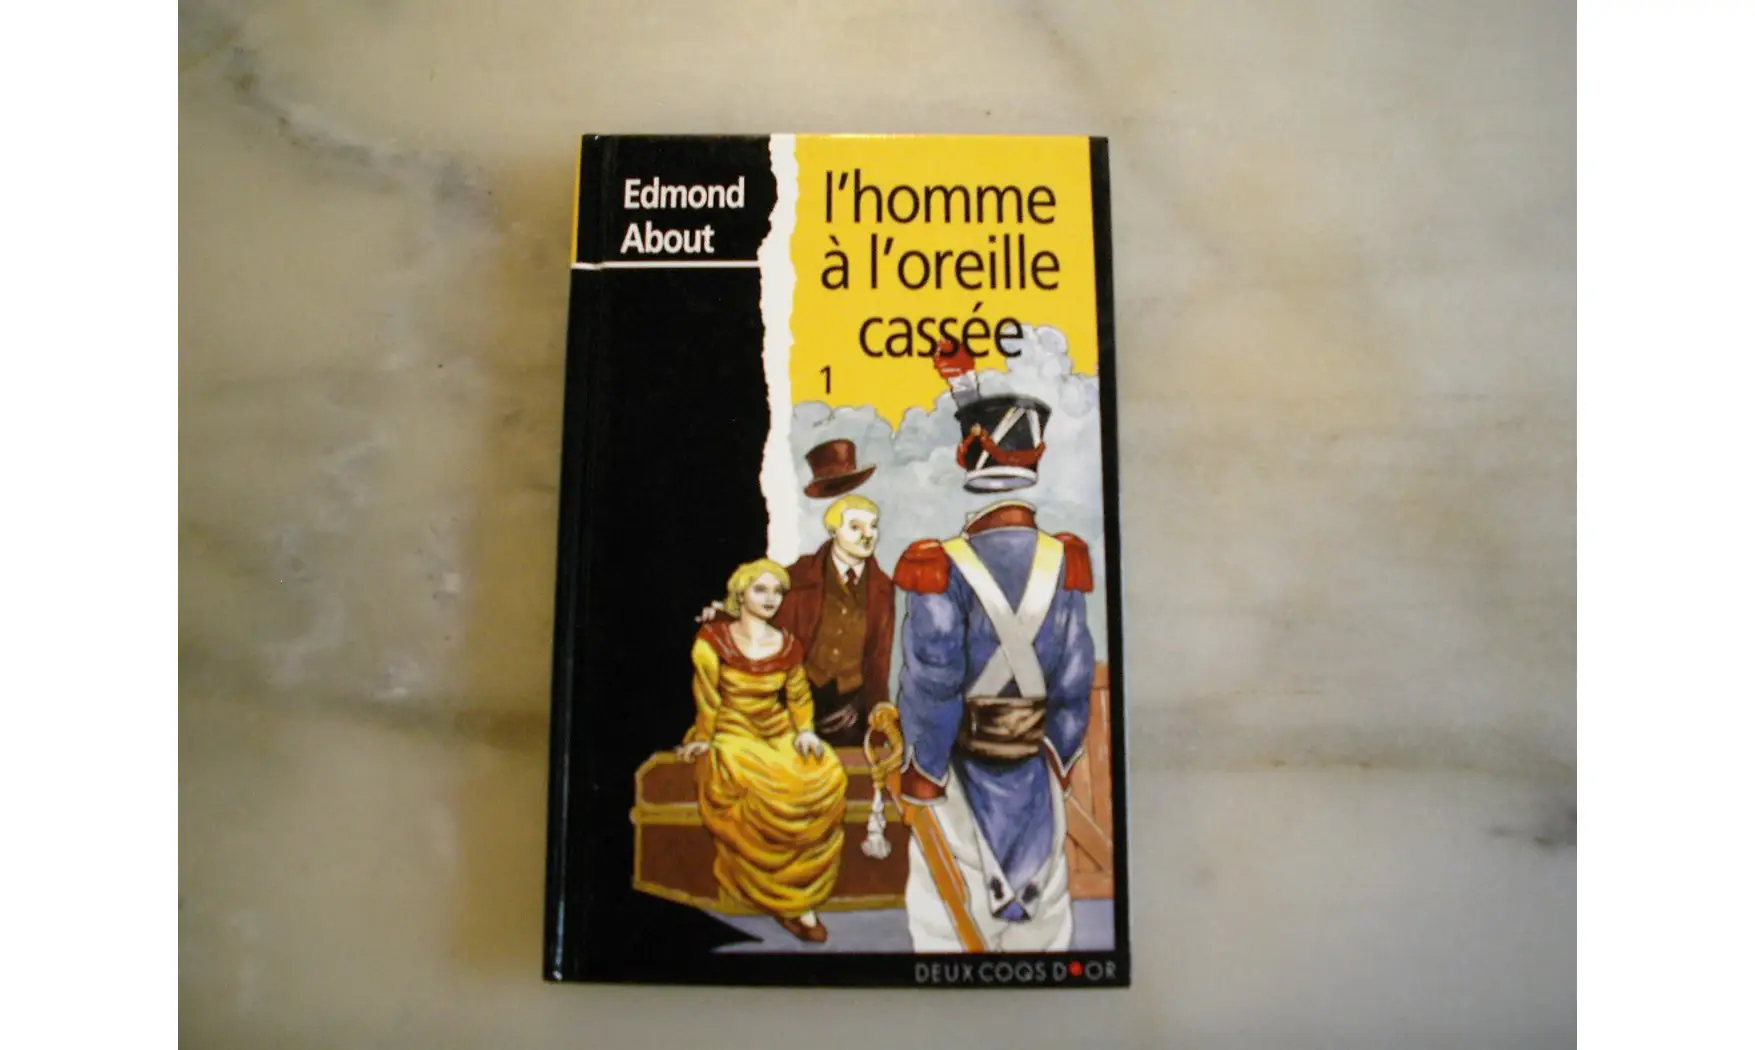 Edmond
About
l'homme
à l'oreille
cassée
1
DEUX COQS D'OR